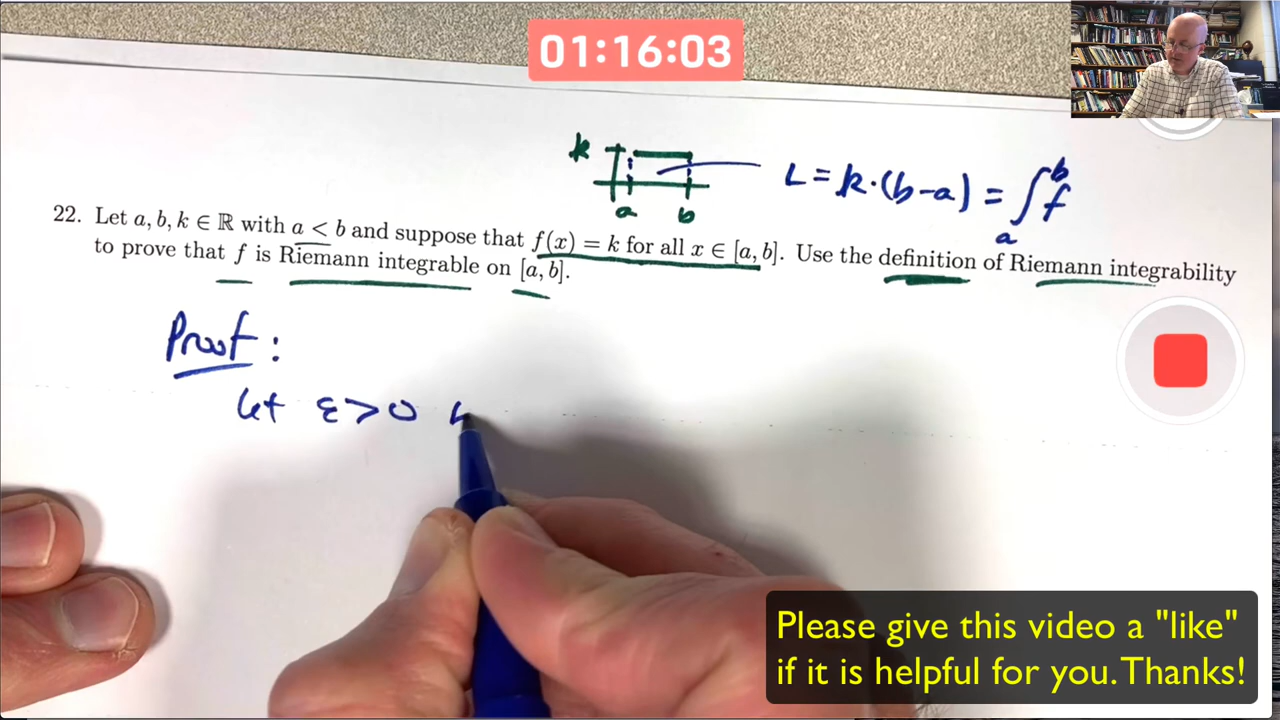 01:16:03
k
a b
L = k·(b-a) = ∫ₐᵇ f
22. Let a, b, k ∈ ℝ with a < b and suppose that f(x) = k for all x ∈ [a, b]. Use the definition of Riemann integrability
to prove that f is Riemann integrable on [a, b].
Proof:
Let ε > 0
Please give this video a "like"
if it is helpful for you. Thanks!